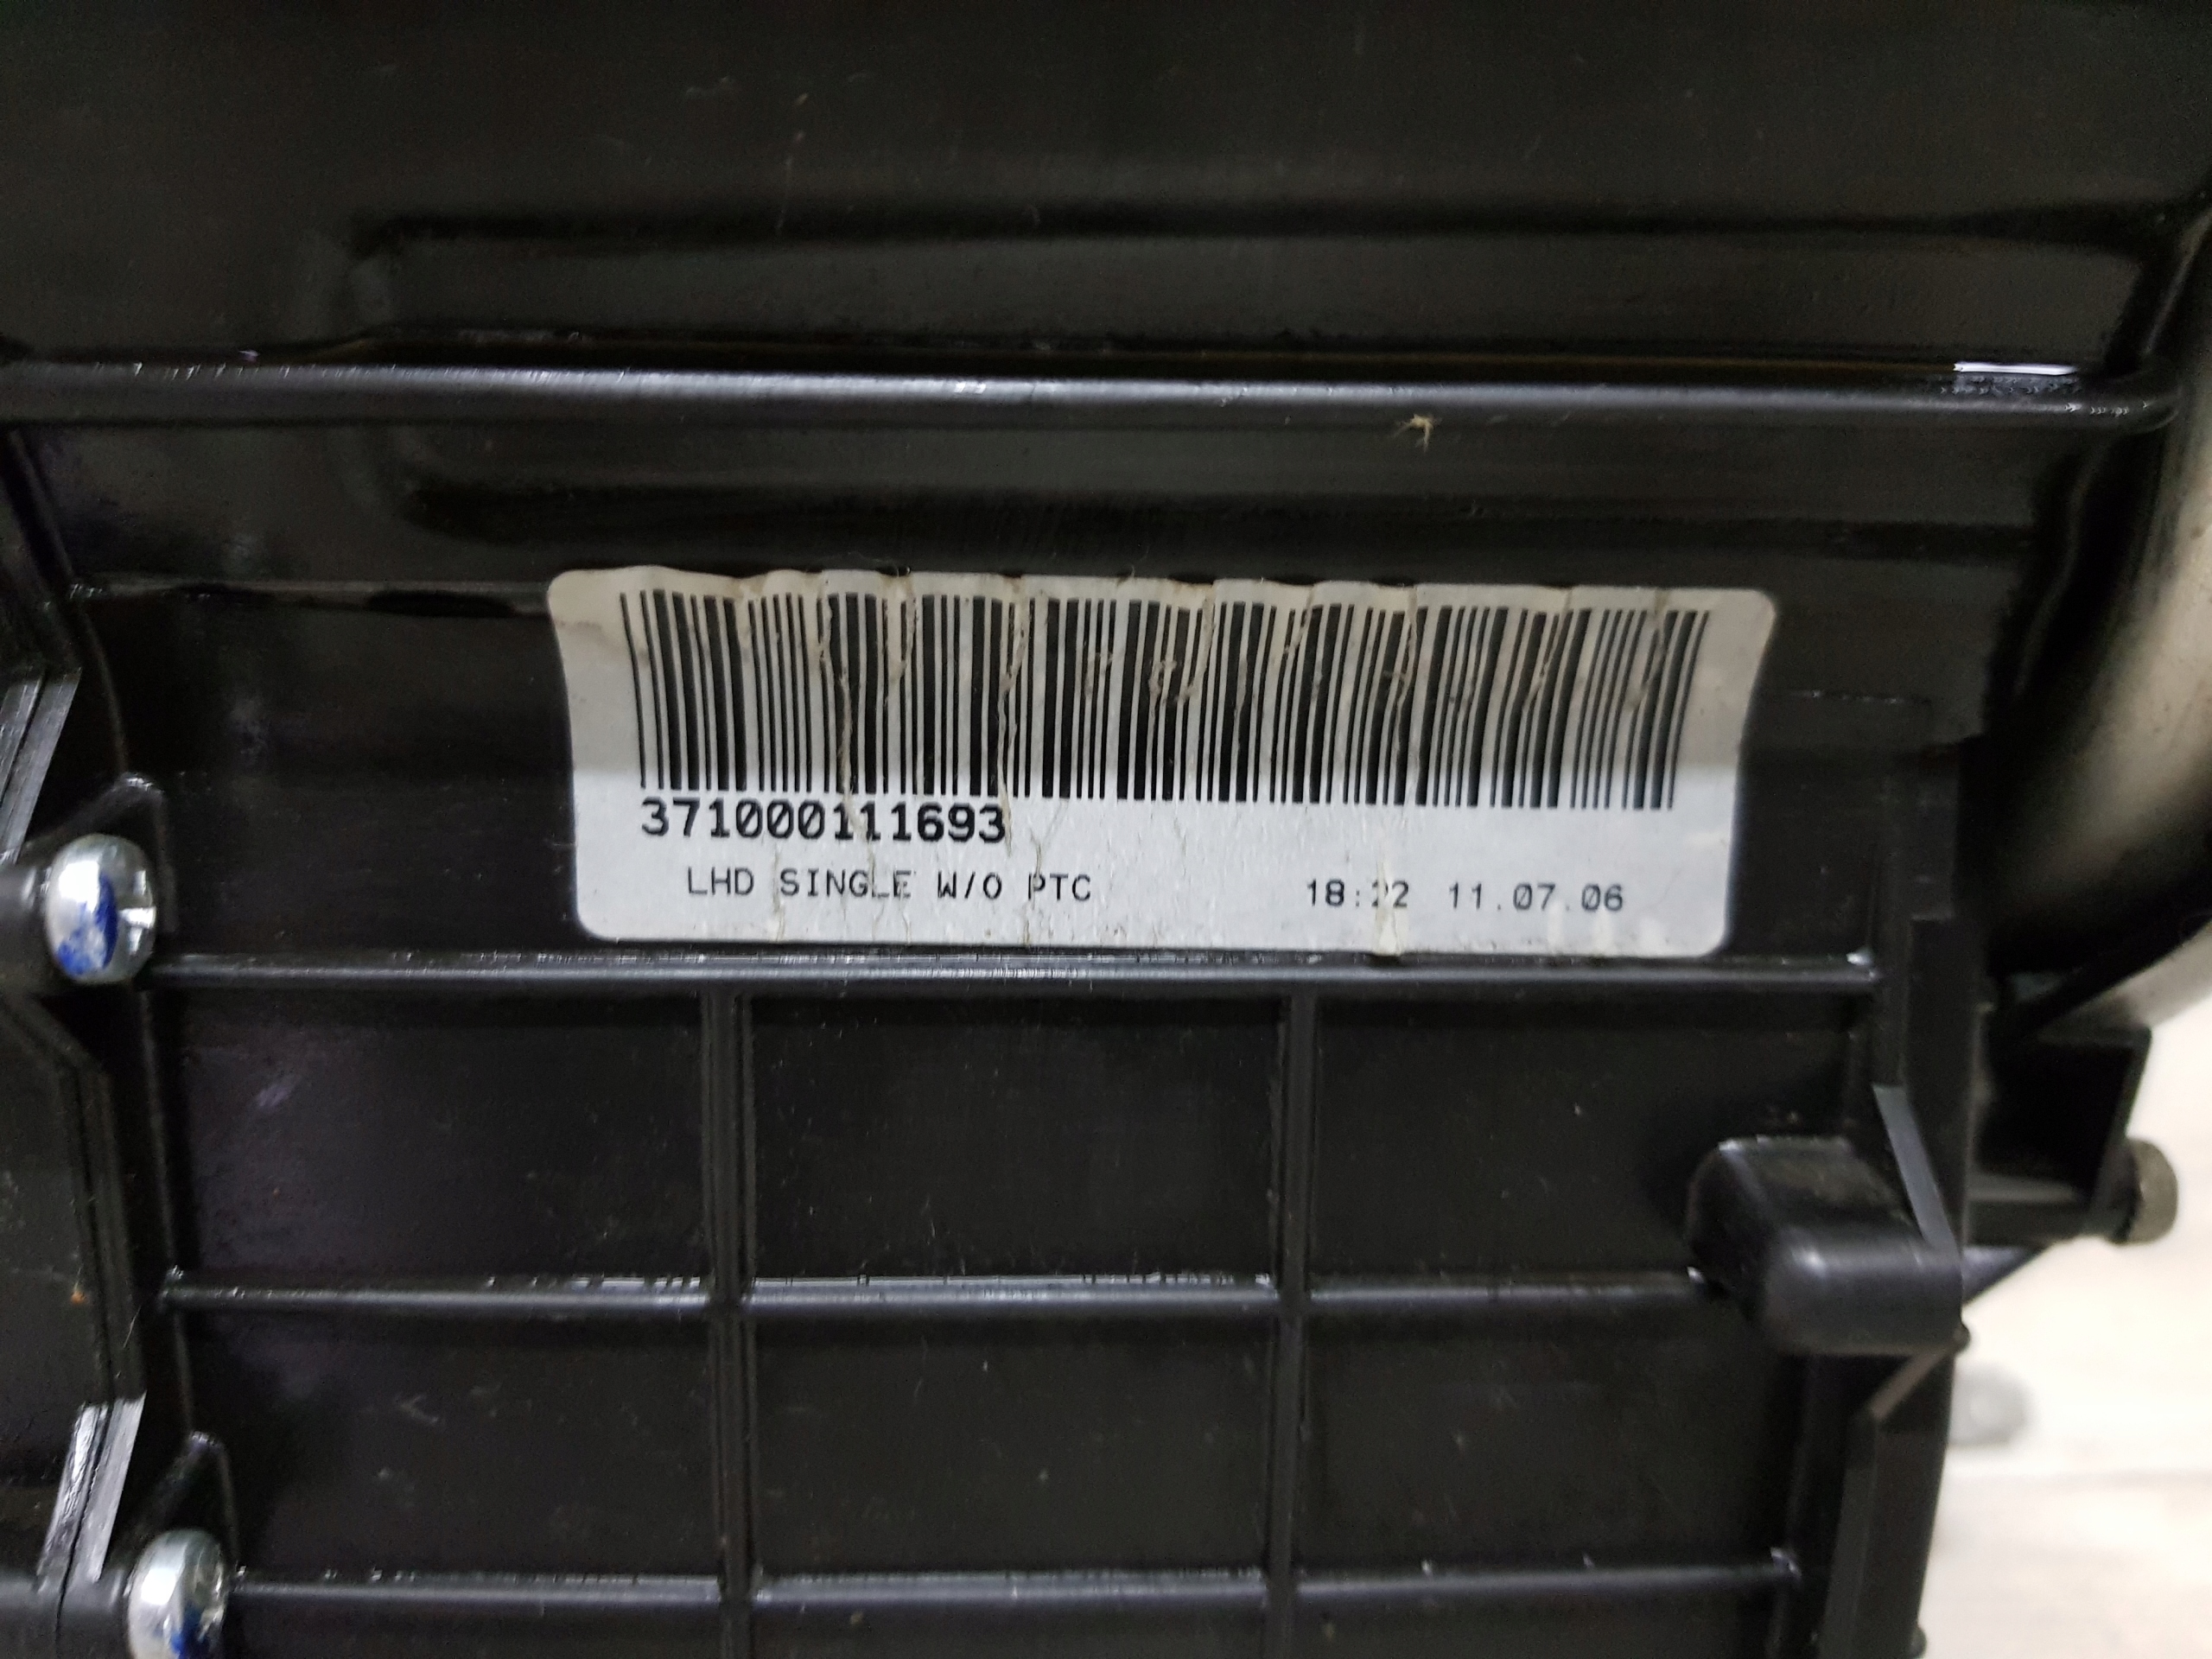 371000111693
LHD SINGLE W/O PTC 18:22 11.07.06